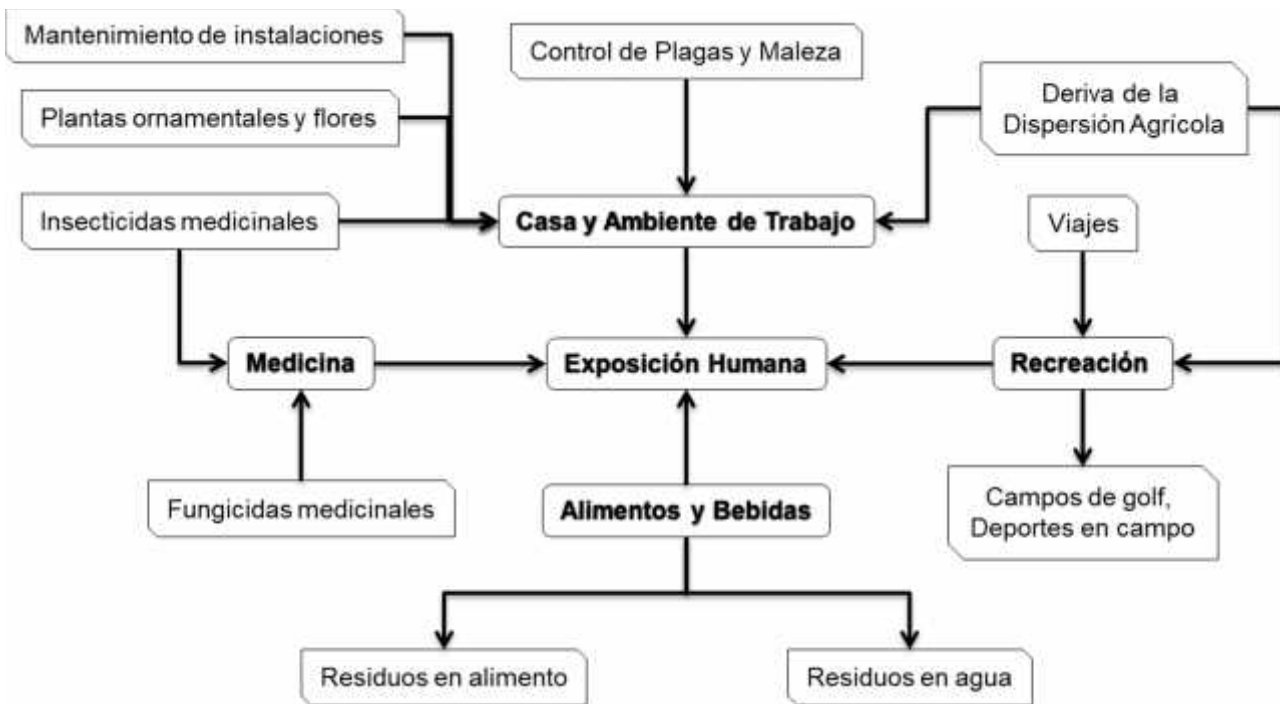 Mantenimiento de instalaciones
Control de Plagas y Maleza
Deriva de la
Dispersión Agrícola
Plantas ornamentales y flores
Insecticidas medicinales
Casa y Ambiente de Trabajo
Viajes
Medicina
Exposición Humana
Recreación
Fungicidas medicinales
Alimentos y Bebidas
Campos de golf,
Deportes en campo
Residuos en alimento
Residuos en agua